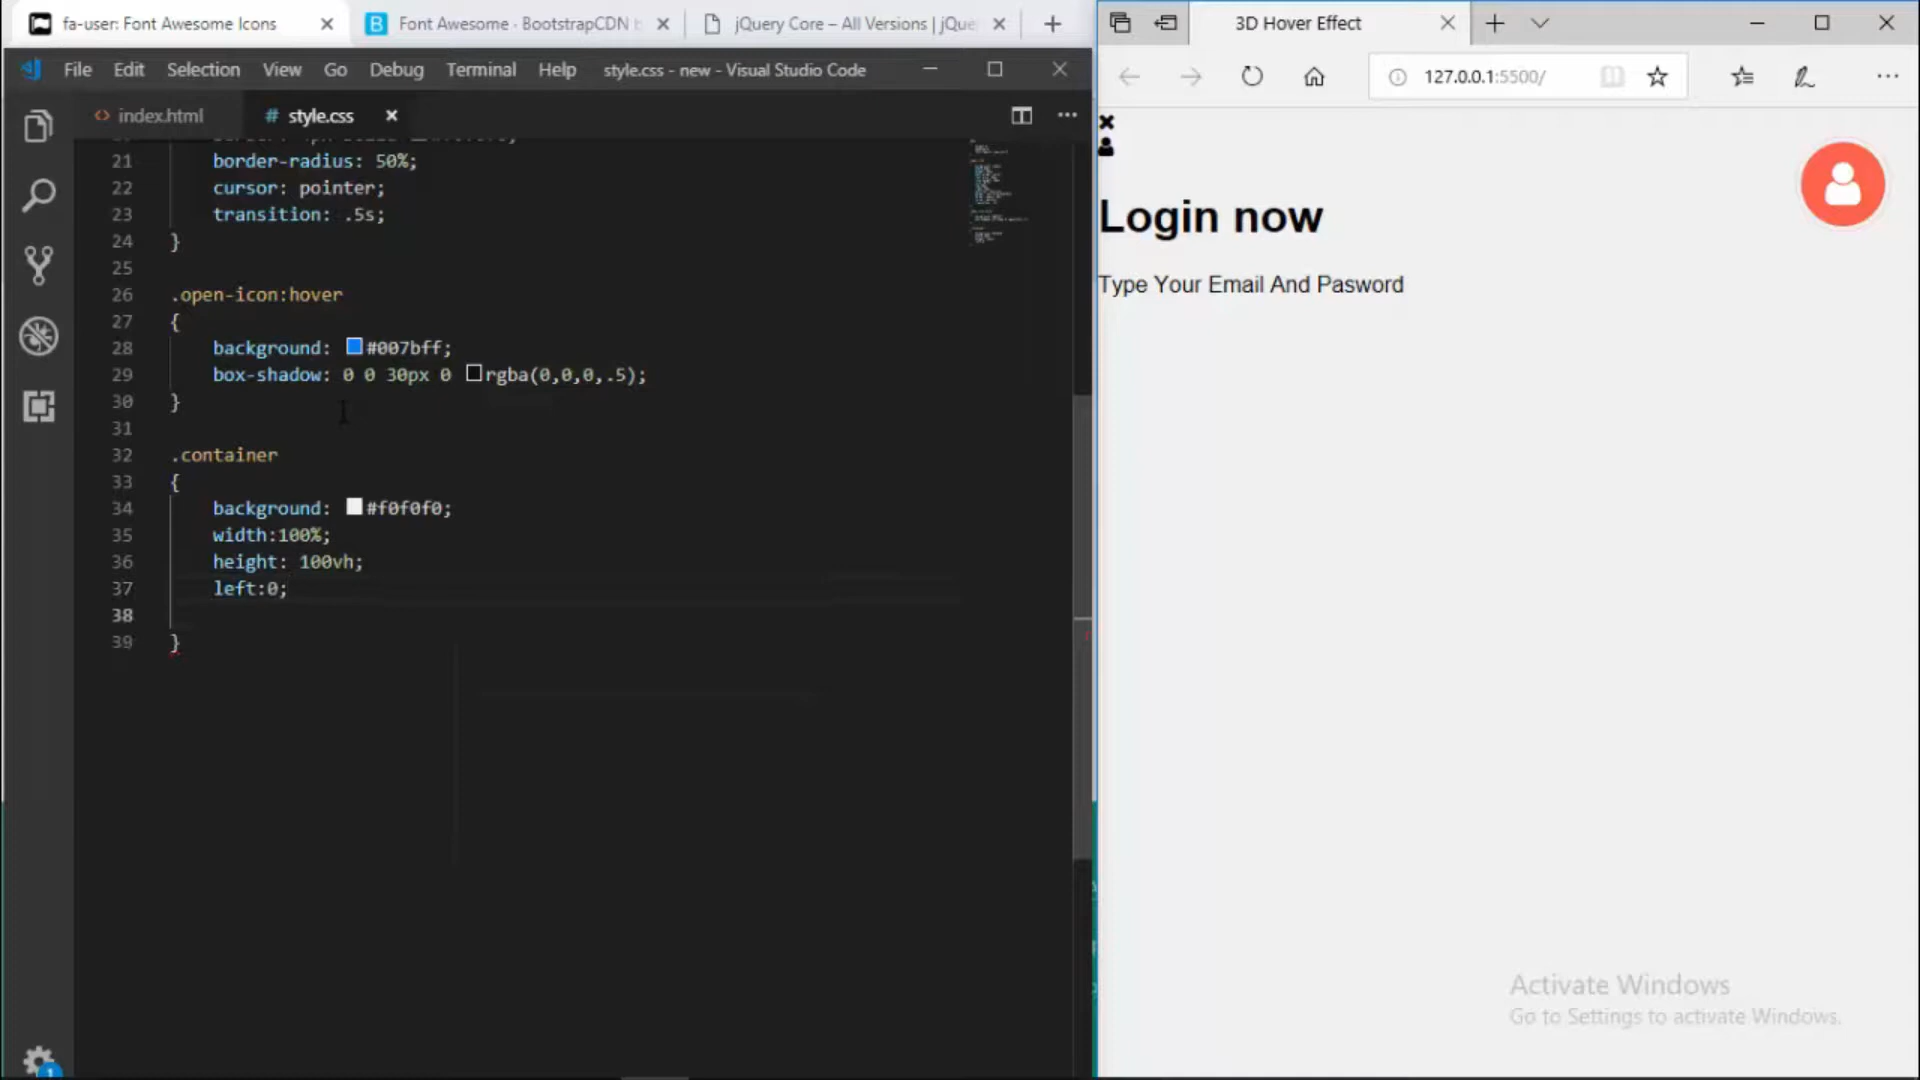 fa-user: Font Awesome Icons
Font Awesome · BootstrapCDN b
jQuery Core – All Versions | jQue
File Edit Selection View Go Debug Terminal Help style.css - new - Visual Studio Code
index.html
# style.css
21 border-radius: 50%;
22 cursor: pointer;
23 transition: .5s;
24 }
25
26 .open-icon:hover
27 {
28 background: #007bff;
29 box-shadow: 0 0 30px 0 rgba(0,0,0,.5);
30 }
31
32 .container
33 {
34 background: #f0f0f0;
35 width:100%;
36 height: 100vh;
37 left:0;
38
39 }
1
3D Hover Effect
127.0.0.1:5500/
Login now
Type Your Email And Pasword
Activate Windows
Go to Settings to activate Windows.